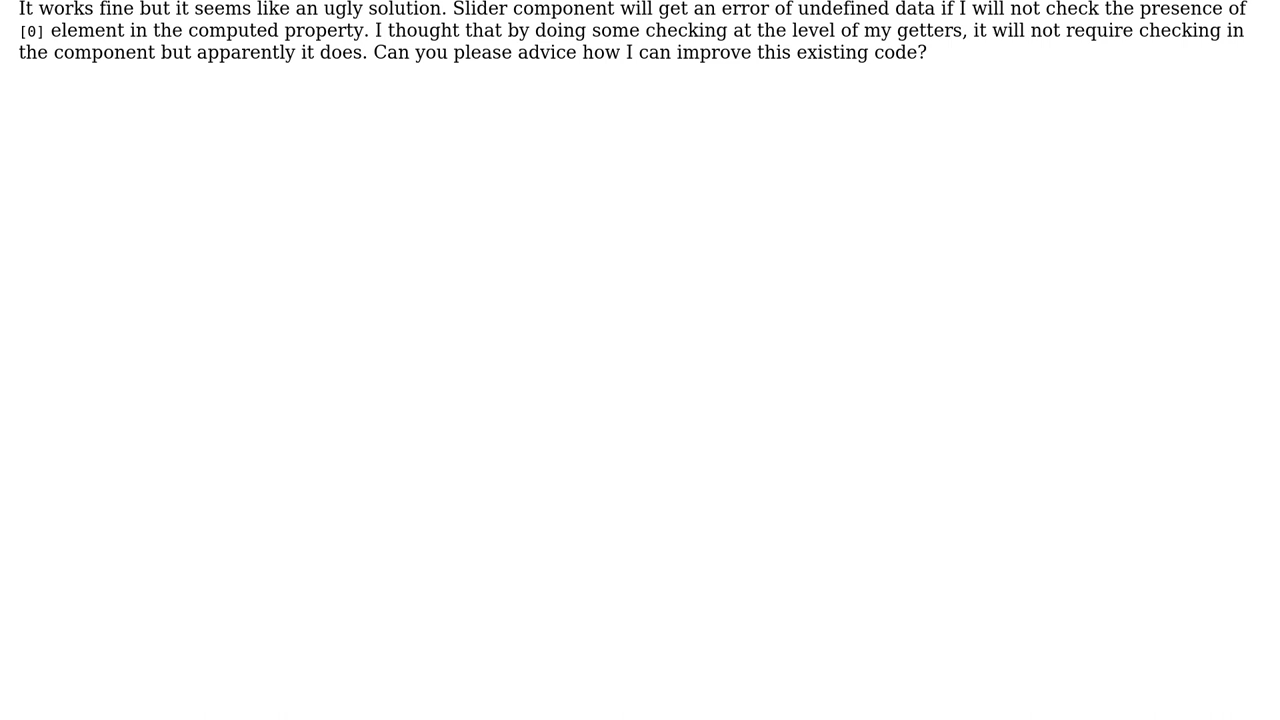 It works fine but it seems like an ugly solution. Slider component will get an error of undefined data if I will not check the presence of
[0] element in the computed property. I thought that by doing some checking at the level of my getters, it will not require checking in
the component but apparently it does. Can you please advice how I can improve this existing code?